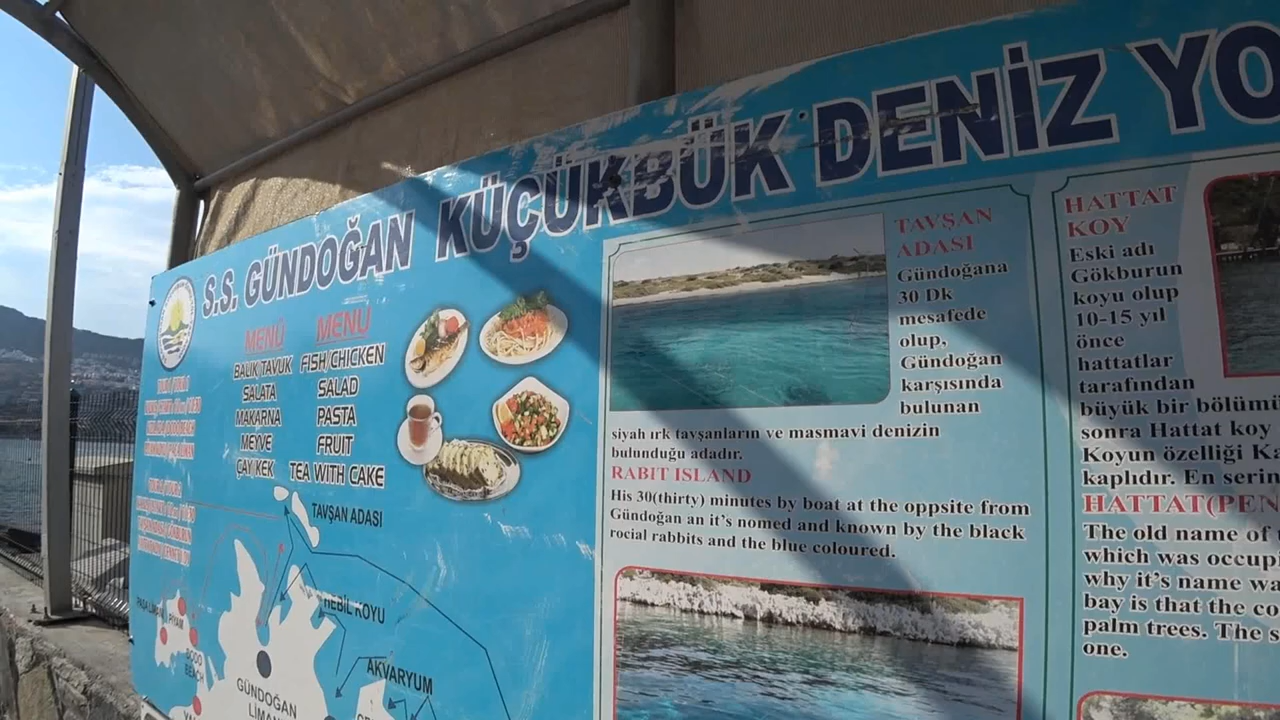 S.S. GÜNDOĞAN KÜÇÜKBÜK DENİZ YO
MENÜ
BALIK/TAVUK
SALATA
MAKARNA
MEYVE
ÇAY KEK
MENU
FISH/CHICKEN
SALAD
PASTA
FRUIT
TEA WITH CAKE
TAVŞAN ADASI
HEBİL KOYU
AKVARYUM
BEACH
GÜNDOĞAN
LİMAN
TAVŞAN
ADASI
Gündoğana
30 Dk
mesafede
olup,
Gündoğan
karşısında
bulunan
siyah ırk tavşanların ve masmavi denizin
bulunduğu adadır.
RABIT ISLAND
His 30(thirty) minutes by boat at the opposite from
Gündoğan an it's nomed and known by the black
rocial rabbits and the blue coloured.
HATTAT
KOY
Eski adı
Gökburun
koyu olup
10-15 yıl
önce
hattatlar
tarafından
büyük bir bölümü
sonra Hattat koy
Koyun özelliği Ka
kaplıdır. En serin
HATTAT(PEN
The old name of
which was occup
why it's name wa
bay is that the co
palm trees. The s
one.